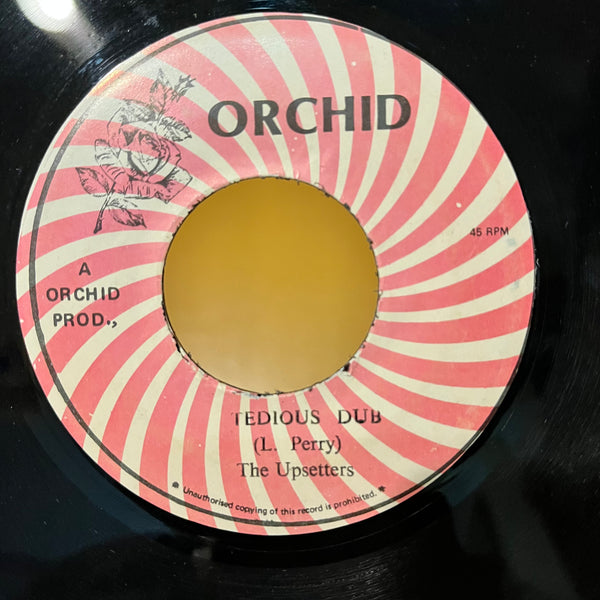 ORCHID
45 RPM
A
ORCHID
PROD.,
TEDIOUS DUB
(L. Perry)
The Upsetters
* Unauthorised copying of this record is prohibited. *